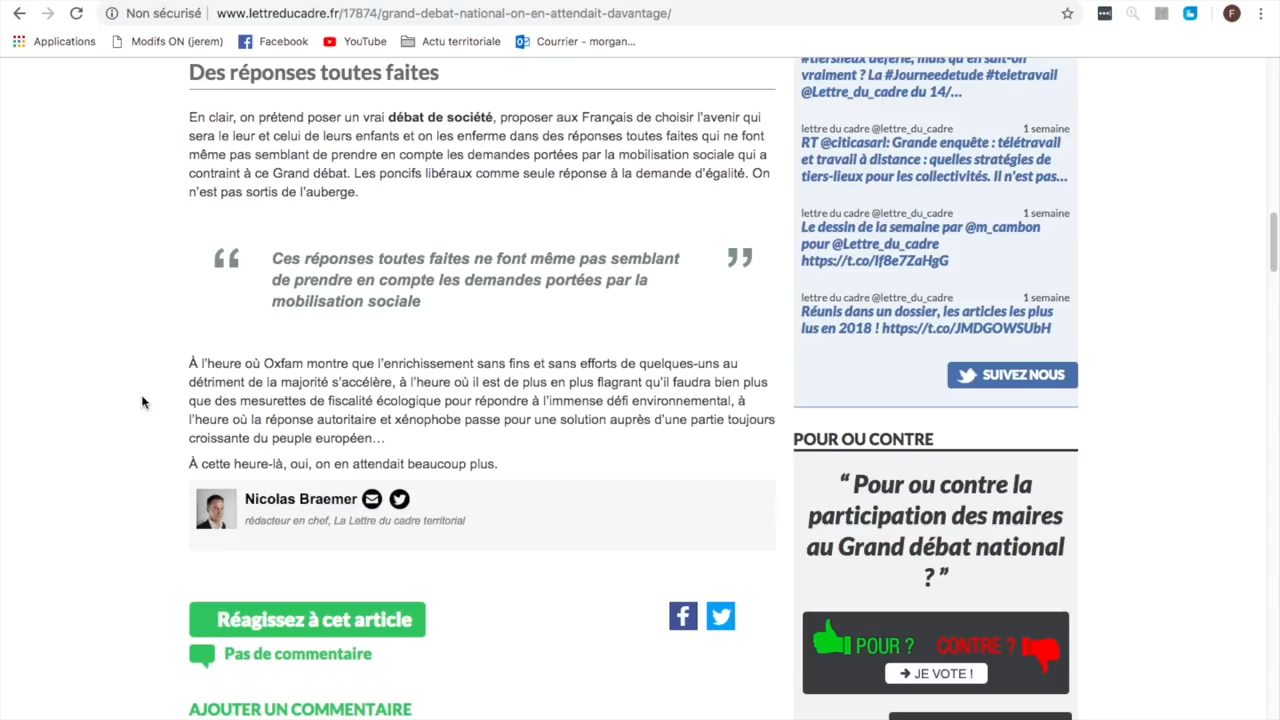 Non sécurisé
www.lettreducadre.fr/17874/grand-debat-national-on-en-attendait-davantage/
F
Applications
Modifs ON (jerem)
Facebook
YouTube
Actu territoriale
Courrier - morgan...
Des réponses toutes faites
En clair, on prétend poser un vrai débat de société, proposer aux Français de choisir l'avenir qui
sera le leur et celui de leurs enfants et on les enferme dans des réponses toutes faites qui ne font
même pas semblant de prendre en compte les demandes portées par la mobilisation sociale qui a
contraint à ce Grand débat. Les poncifs libéraux comme seule réponse à la demande d'égalité. On
n'est pas sortis de l'auberge.
“ Ces réponses toutes faites ne font même pas semblant ”
de prendre en compte les demandes portées par la
mobilisation sociale
À l'heure où Oxfam montre que l'enrichissement sans fins et sans efforts de quelques-uns au
détriment de la majorité s'accélère, à l'heure où il est de plus en plus flagrant qu'il faudra bien plus
que des mesurettes de fiscalité écologique pour répondre à l'immense défi environnemental, à
l'heure où la réponse autoritaire et xénophobe passe pour une solution auprès d'une partie toujours
croissante du peuple européen…
À cette heure-là, oui, on en attendait beaucoup plus.
Nicolas Braemer
rédacteur en chef, La Lettre du cadre territorial
Réagissez à cet article
Pas de commentaire
AJOUTER UN COMMENTAIRE
vraiment ? La #Journeedetude #teletravail
@Lettre_du_cadre du 14/…
lettre du cadre @lettre_du_cadre 1 semaine
RT @citicasarl: Grande enquête : télétravail
et travail à distance : quelles stratégies de
tiers-lieux pour les collectivités. Il n'est pas…
lettre du cadre @lettre_du_cadre 1 semaine
Le dessin de la semaine par @m_cambon
pour @Lettre_du_cadre
https://t.co/If8e7ZaHgG
lettre du cadre @lettre_du_cadre 1 semaine
Réunis dans un dossier, les articles les plus
lus en 2018 ! https://t.co/JMDGOWSUbH
SUIVEZ NOUS
POUR OU CONTRE
“ Pour ou contre la
participation des maires
au Grand débat national
? ”
POUR ?
CONTRE ?
JE VOTE !